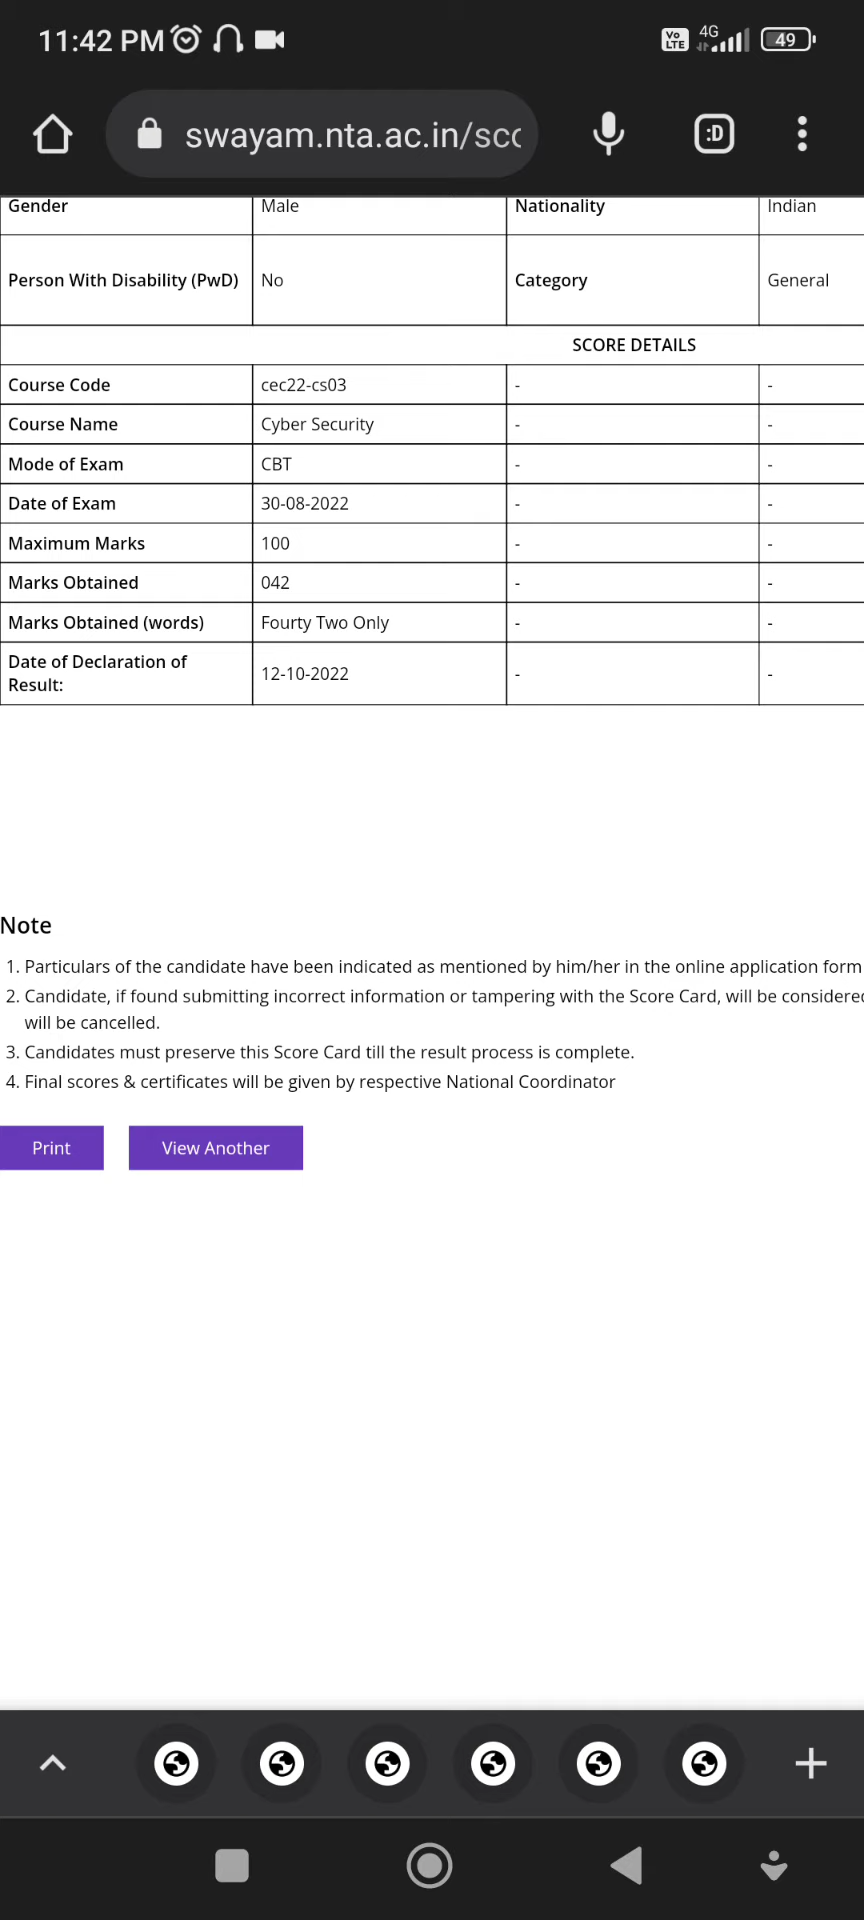 11:42 PM
Vo LTE 4G 49
swayam.nta.ac.in/scc
:D
Gender Male Nationality Indian
Person With Disability (PwD) No Category General
SCORE DETAILS
Course Code cec22-cs03 - -
Course Name Cyber Security - -
Mode of Exam CBT - -
Date of Exam 30-08-2022 - -
Maximum Marks 100 - -
Marks Obtained 042 - -
Marks Obtained (words) Fourty Two Only - -
Date of Declaration of
Result: 12-10-2022 - -
Note
1. Particulars of the candidate have been indicated as mentioned by him/her in the online application form
2. Candidate, if found submitting incorrect information or tampering with the Score Card, will be considered
will be cancelled.
3. Candidates must preserve this Score Card till the result process is complete.
4. Final scores & certificates will be given by respective National Coordinator
Print View Another